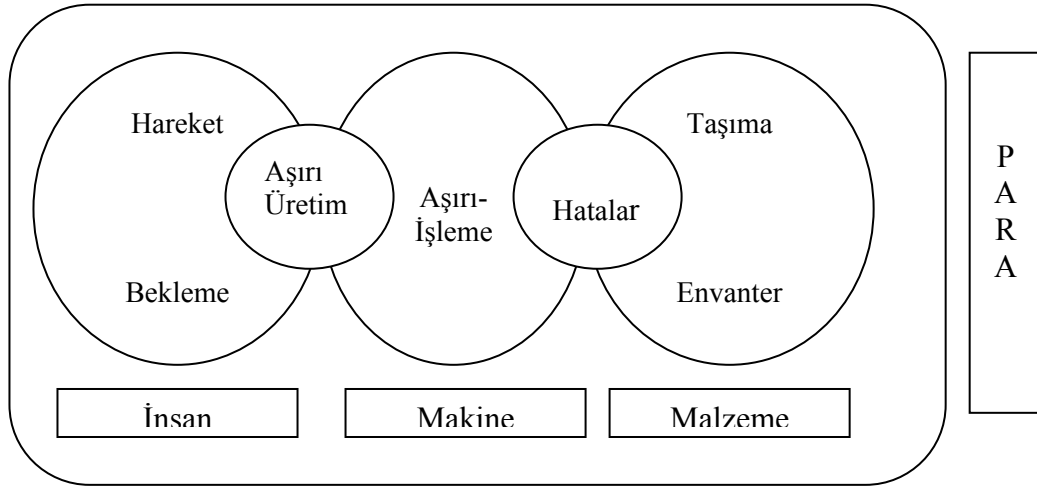 Hareket
Bekleme
Aşırı
Üretim
Aşırı-
İşleme
Hatalar
Taşıma
Envanter
İnsan
Makine
Malzeme
P
A
R
A